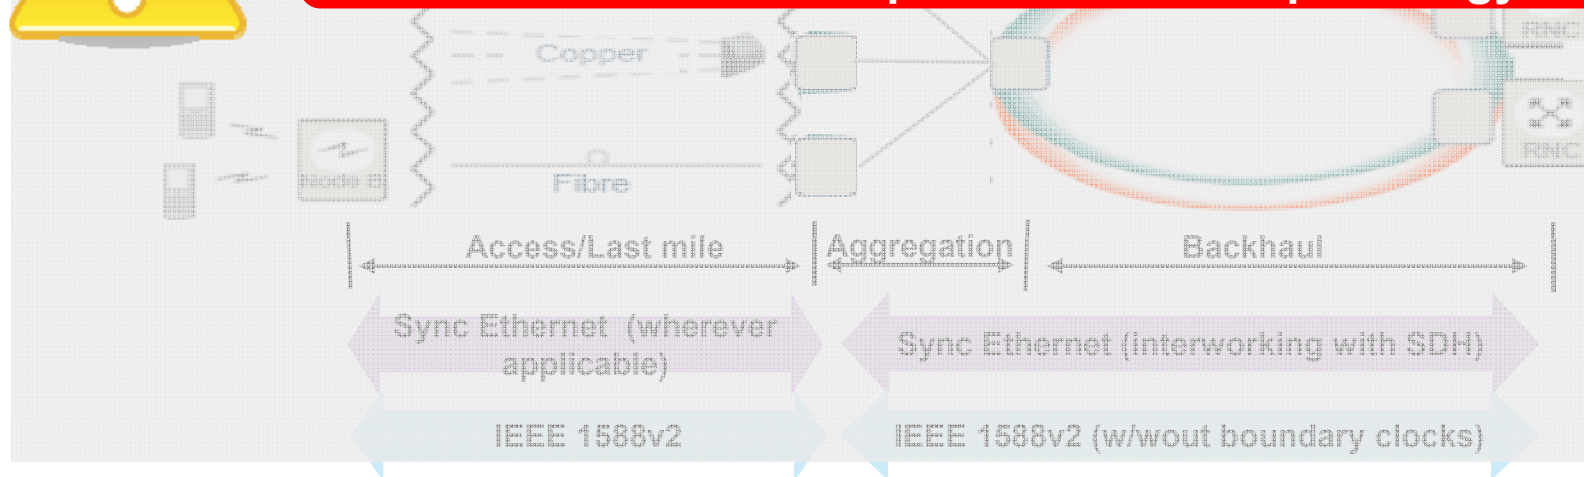 Copper
RNC
Node B
RNC
Fibre
Access/Last mile
Aggregation
Backhaul
Sync Ethernet (wherever
applicable)
Sync Ethernet (interworking with SDH)
IEEE 1588v2
IEEE 1588v2 (w/wout boundary clocks)